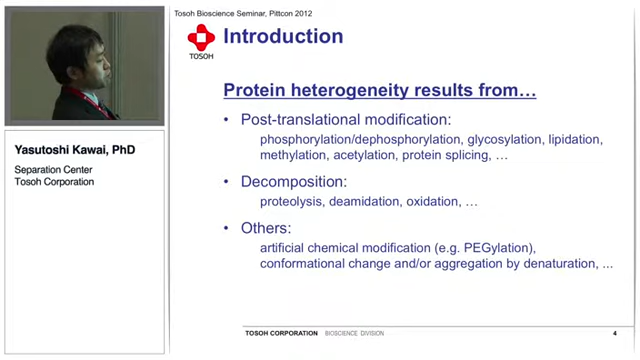 Tosoh Bioscience Seminar, Pittcon 2012
TOSOH
Introduction
Yasutoshi Kawai, PhD
Separation Center
Tosoh Corporation
Protein heterogeneity results from…
• Post-translational modification:
phosphorylation/dephosphorylation, glycosylation, lipidation,
methylation, acetylation, protein splicing, …
• Decomposition:
proteolysis, deamidation, oxidation, …
• Others:
artificial chemical modification (e.g. PEGylation),
conformational change and/or aggregation by denaturation, ...
TOSOH CORPORATION BIOSCIENCE DIVISION
4